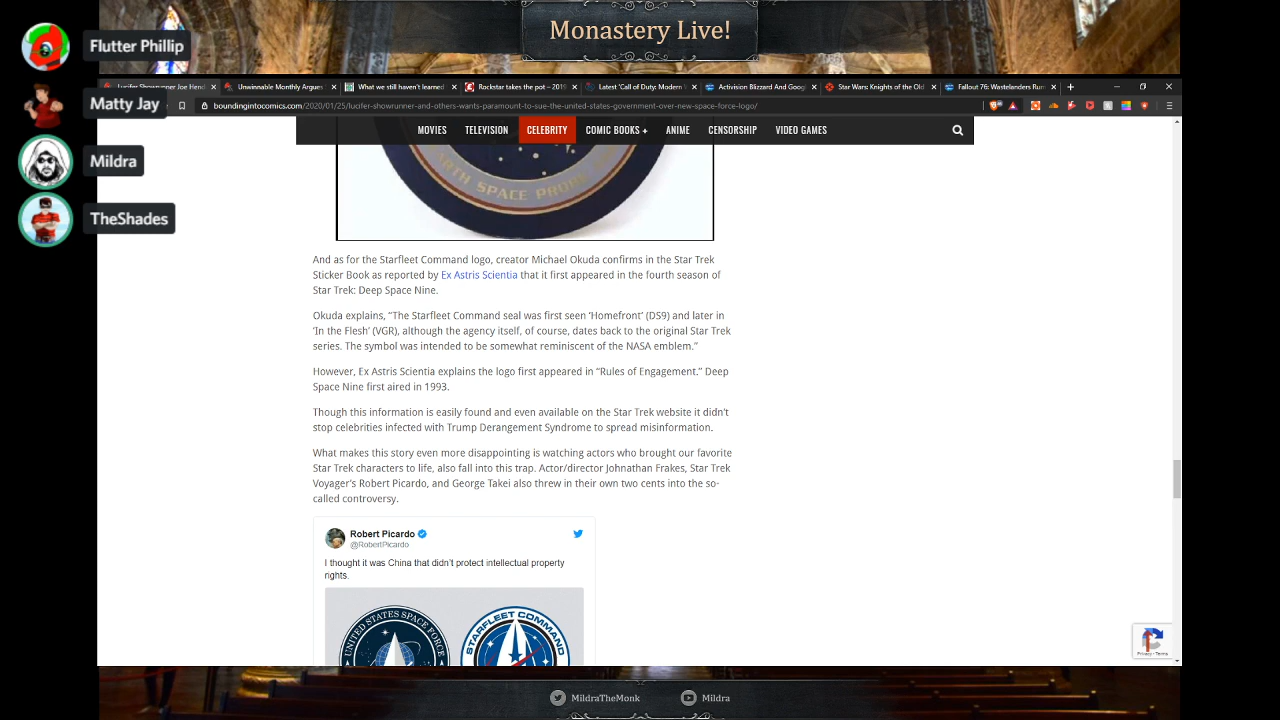 Monastery Live!
Flutter Phillip
Matty Jay
Mildra
TheShades
Lucifer Showrunner Joe Hend
Unwinnable Monthly Argues
What we still haven't learned
Rockstar takes the pot – 2019
Latest 'Call of Duty: Modern
Activision Blizzard And Goog
Star Wars: Knights of the Old
Fallout 76: Wastelanders Rum
boundingintocomics.com/2020/01/25/lucifer-showrunner-and-others-wants-paramount-to-sue-the-united-states-government-over-new-space-force-logo/
MOVIES TELEVISION CELEBRITY COMIC BOOKS + ANIME CENSORSHIP VIDEO GAMES
ARTH SPACE PROBE
And as for the Starfleet Command logo, creator Michael Okuda confirms in the Star Trek
Sticker Book as reported by Ex Astris Scientia that it first appeared in the fourth season of
Star Trek: Deep Space Nine.
Okuda explains, “The Starfleet Command seal was first seen ‘Homefront’ (DS9) and later in
‘In the Flesh’ (VGR), although the agency itself, of course, dates back to the original Star Trek
series. The symbol was intended to be somewhat reminiscent of the NASA emblem.”
However, Ex Astris Scientia explains the logo first appeared in “Rules of Engagement.” Deep
Space Nine first aired in 1993.
Though this information is easily found and even available on the Star Trek website it didn’t
stop celebrities infected with Trump Derangement Syndrome to spread misinformation.
What makes this story even more disappointing is watching actors who brought our favorite
Star Trek characters to life, also fall into this trap. Actor/director Johnathan Frakes, Star Trek
Voyager’s Robert Picardo, and George Takei also threw in their own two cents into the so-
called controversy.
Robert Picardo
@RobertPicardo
I thought it was China that didn't protect intellectual property
rights.
UNITED STATES SPACE FORCE
STARFLEET COMMAND
Privacy - Terms
MildraTheMonk
Mildra